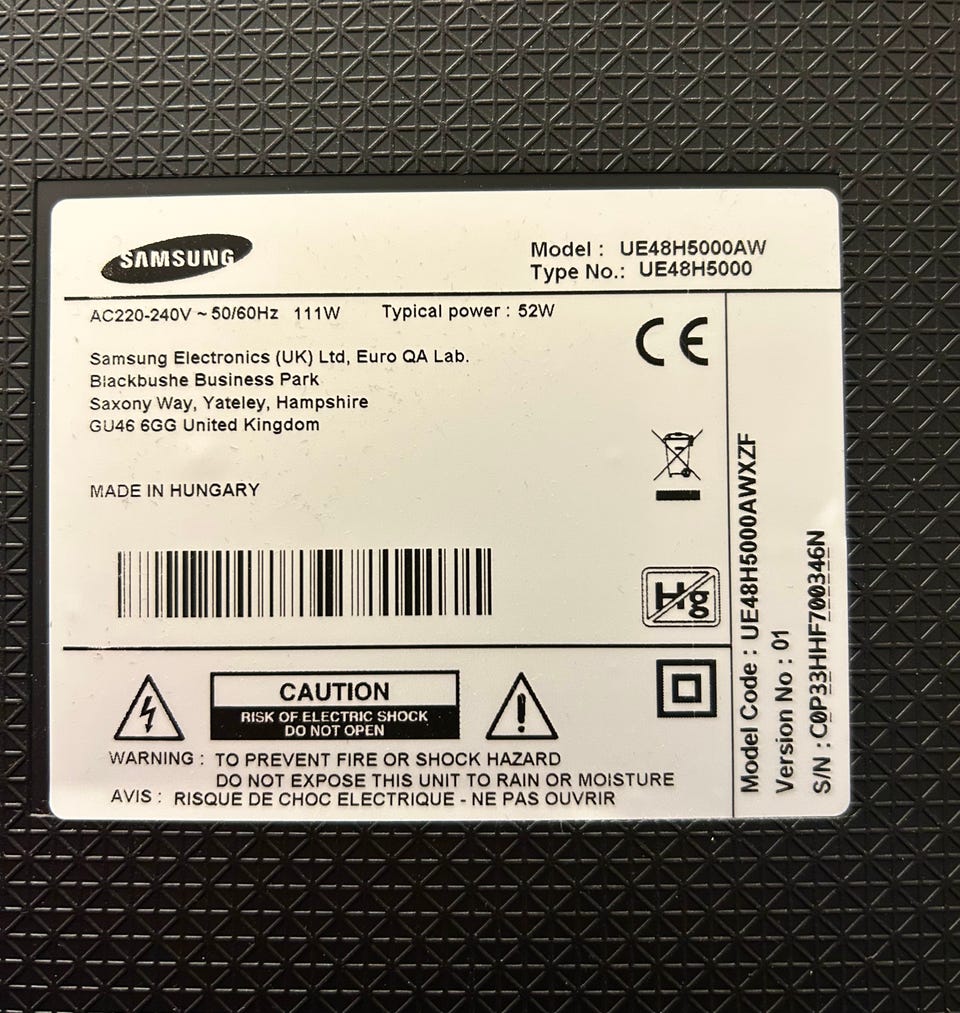 SAMSUNG
Model : UE48H5000AW
Type No.: UE48H5000
AC220-240V ~ 50/60Hz 111W Typical power : 52W
Samsung Electronics (UK) Ltd, Euro QA Lab.
Blackbushe Business Park
Saxony Way, Yateley, Hampshire
GU46 6GG United Kingdom
MADE IN HUNGARY
CE
Hg
CAUTION
RISK OF ELECTRIC SHOCK
DO NOT OPEN
WARNING : TO PREVENT FIRE OR SHOCK HAZARD
DO NOT EXPOSE THIS UNIT TO RAIN OR MOISTURE
AVIS : RISQUE DE CHOC ELECTRIQUE - NE PAS OUVRIR
Model Code : UE48H5000AWXZF
Version No : 01
S/N : C0P33HHF700346N